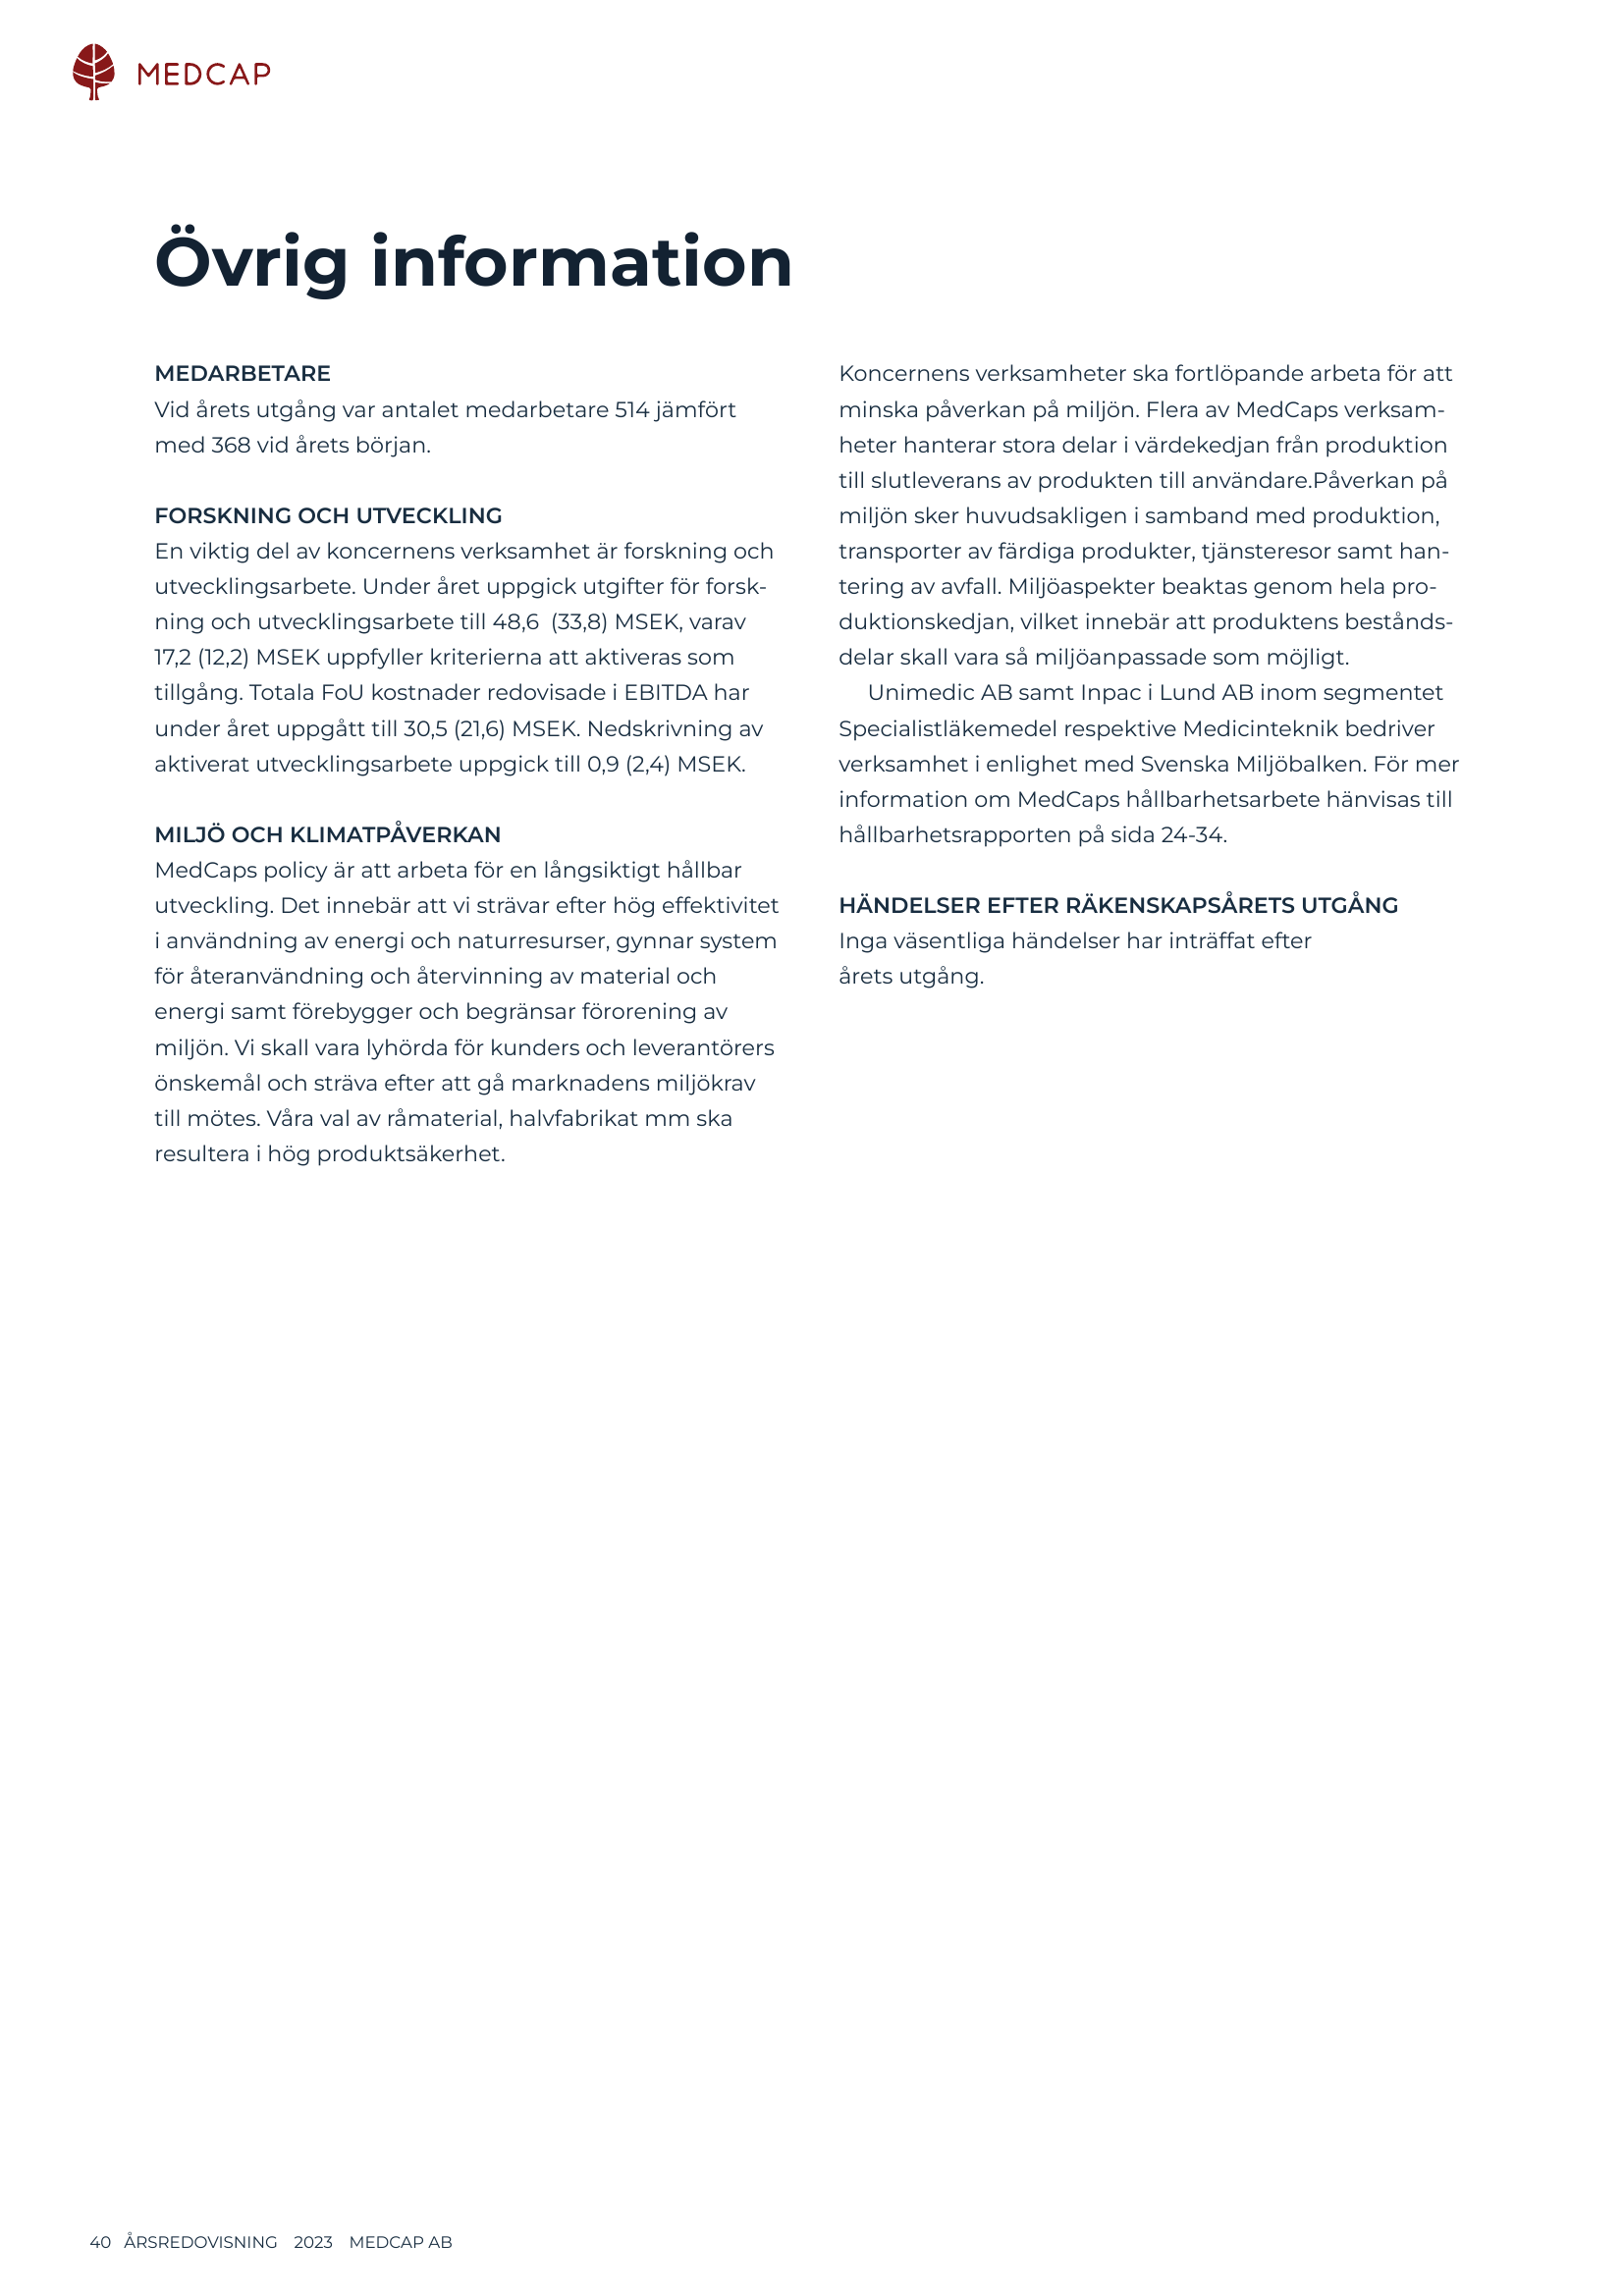 MEDCAP
Övrig information
MEDARBETARE
Vid årets utgång var antalet medarbetare 514 jämfört
med 368 vid årets början.
FORSKNING OCH UTVECKLING
En viktig del av koncernens verksamhet är forskning och
utvecklingsarbete. Under året uppgick utgifter för forsk-
ning och utvecklingsarbete till 48,6  (33,8) MSEK, varav
17,2 (12,2) MSEK uppfyller kriterierna att aktiveras som
tillgång. Totala FoU kostnader redovisade i EBITDA har
under året uppgått till 30,5 (21,6) MSEK. Nedskrivning av
aktiverat utvecklingsarbete uppgick till 0,9 (2,4) MSEK.
MILJÖ OCH KLIMATPÅVERKAN
MedCaps policy är att arbeta för en långsiktigt hållbar
utveckling. Det innebär att vi strävar efter hög effektivitet
i användning av energi och naturresurser, gynnar system
för återanvändning och återvinning av material och
energi samt förebygger och begränsar förorening av
miljön. Vi skall vara lyhörda för kunders och leverantörers
önskemål och sträva efter att gå marknadens miljökrav
till mötes. Våra val av råmaterial, halvfabrikat mm ska
resultera i hög produktsäkerhet.
Koncernens verksamheter ska fortlöpande arbeta för att
minska påverkan på miljön. Flera av MedCaps verksam-
heter hanterar stora delar i värdekedjan från produktion
till slutleverans av produkten till användare.Påverkan på
miljön sker huvudsakligen i samband med produktion,
transporter av färdiga produkter, tjänsteresor samt han-
tering av avfall. Miljöaspekter beaktas genom hela pro-
duktionskedjan, vilket innebär att produktens bestånds-
delar skall vara så miljöanpassade som möjligt.
Unimedic AB samt Inpac i Lund AB inom segmentet
Specialistläkemedel respektive Medicinteknik bedriver
verksamhet i enlighet med Svenska Miljöbalken. För mer
information om MedCaps hållbarhetsarbete hänvisas till
hållbarhetsrapporten på sida 24-34.
HÄNDELSER EFTER RÄKENSKAPSÅRETS UTGÅNG
Inga väsentliga händelser har inträffat efter
årets utgång.
40 ÅRSREDOVISNING 2023 MEDCAP AB